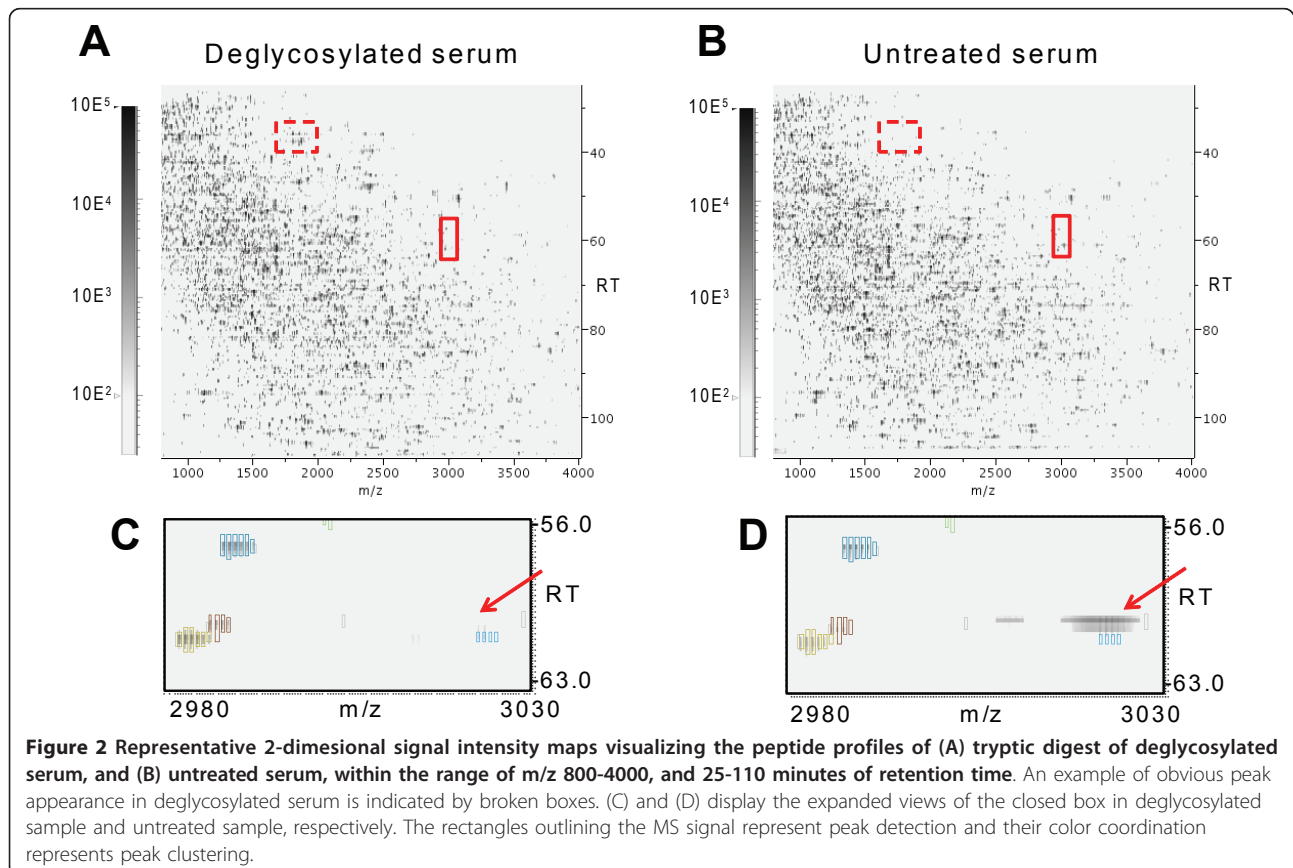 A
Deglycosylated serum
B
Untreated serum
10E⁵
10E⁴
10E³
10E²
40
60
RT
80
100
1000 1500 2000 2500 3000 3500 4000
m/z
10E⁵
10E⁴
10E³
10E²
40
60
RT
80
100
1000 1500 2000 2500 3000 3500 4000
m/z
C
56.0
RT
63.0
2980 m/z 3030
D
56.0
RT
63.0
2980 m/z 3030
Figure 2 Representative 2-dimesional signal intensity maps visualizing the peptide profiles of (A) tryptic digest of deglycosylated
serum, and (B) untreated serum, within the range of m/z 800-4000, and 25-110 minutes of retention time. An example of obvious peak
appearance in deglycosylated serum is indicated by broken boxes. (C) and (D) display the expanded views of the closed box in deglycosylated
sample and untreated sample, respectively. The rectangles outlining the MS signal represent peak detection and their color coordination
represents peak clustering.